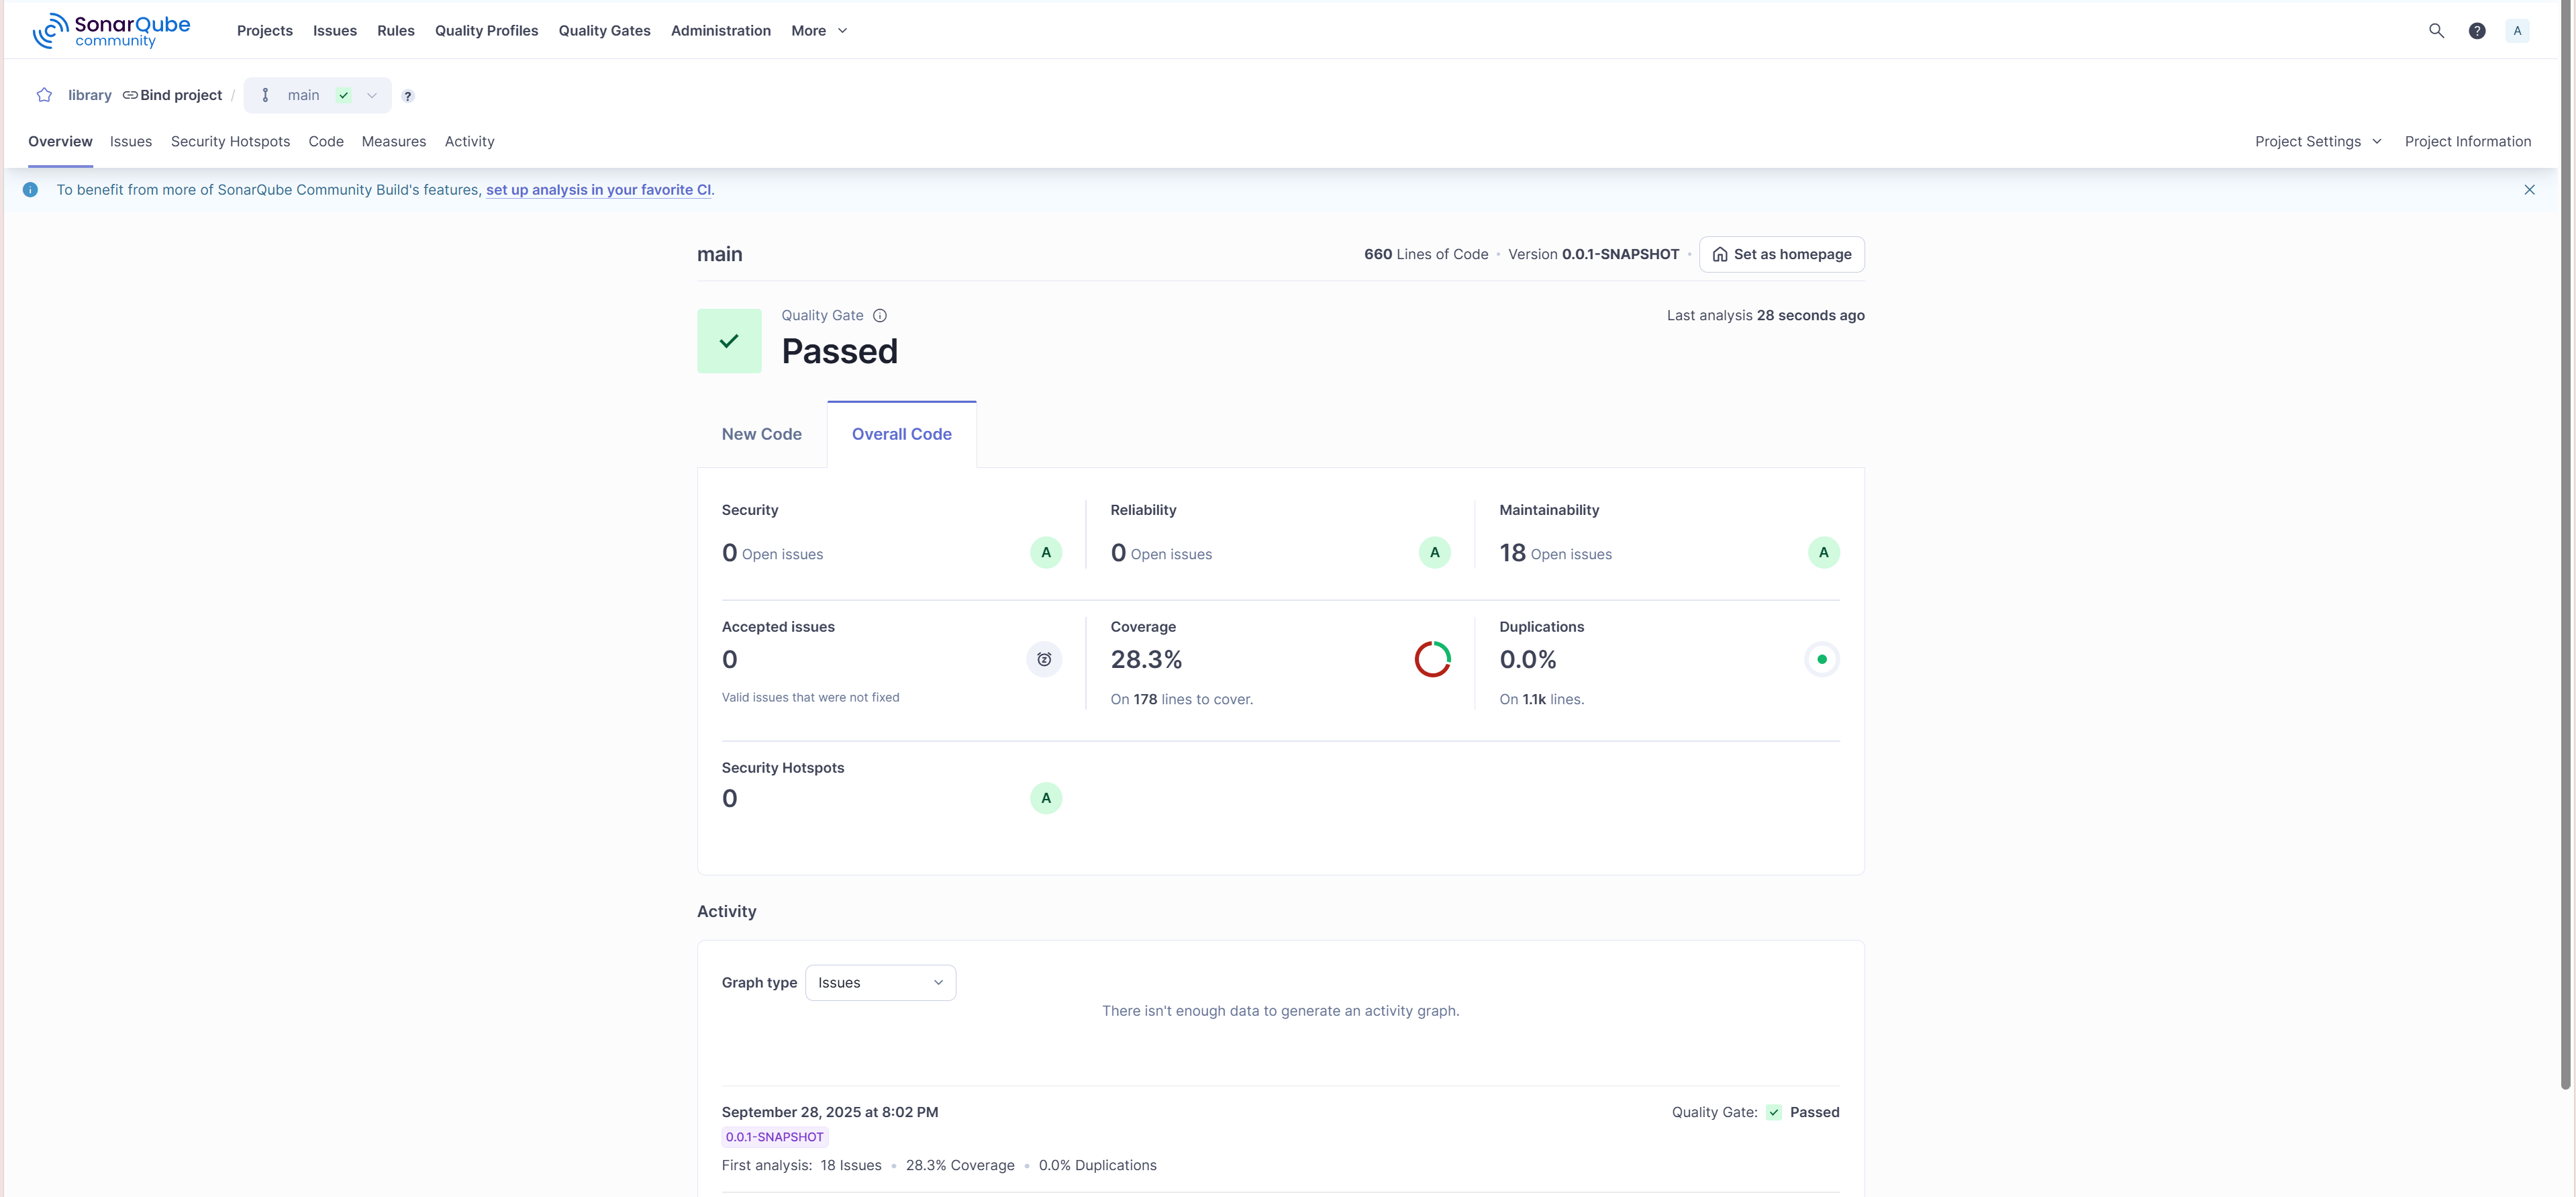 SonarQube community
Projects Issues Rules Quality Profiles Quality Gates Administration More ? A
library Bind project / main ?
Overview Issues Security Hotspots Code Measures Activity Project Settings Project Information
To benefit from more of SonarQube Community Build's features, set up analysis in your favorite CI.
main 660 Lines of Code • Version 0.0.1-SNAPSHOT • Set as homepage
Quality Gate Last analysis 28 seconds ago
Passed
New Code Overall Code
Security Reliability Maintainability
0 Open issues A 0 Open issues A 18 Open issues A
Accepted issues Coverage Duplications
0 28.3% 0.0%
Valid issues that were not fixed On 178 lines to cover. On 1.1k lines.
Security Hotspots
0 A
Activity
Graph type Issues
There isn't enough data to generate an activity graph.
September 28, 2025 at 8:02 PM Quality Gate: Passed
0.0.1-SNAPSHOT
First analysis: 18 Issues • 28.3% Coverage • 0.0% Duplications